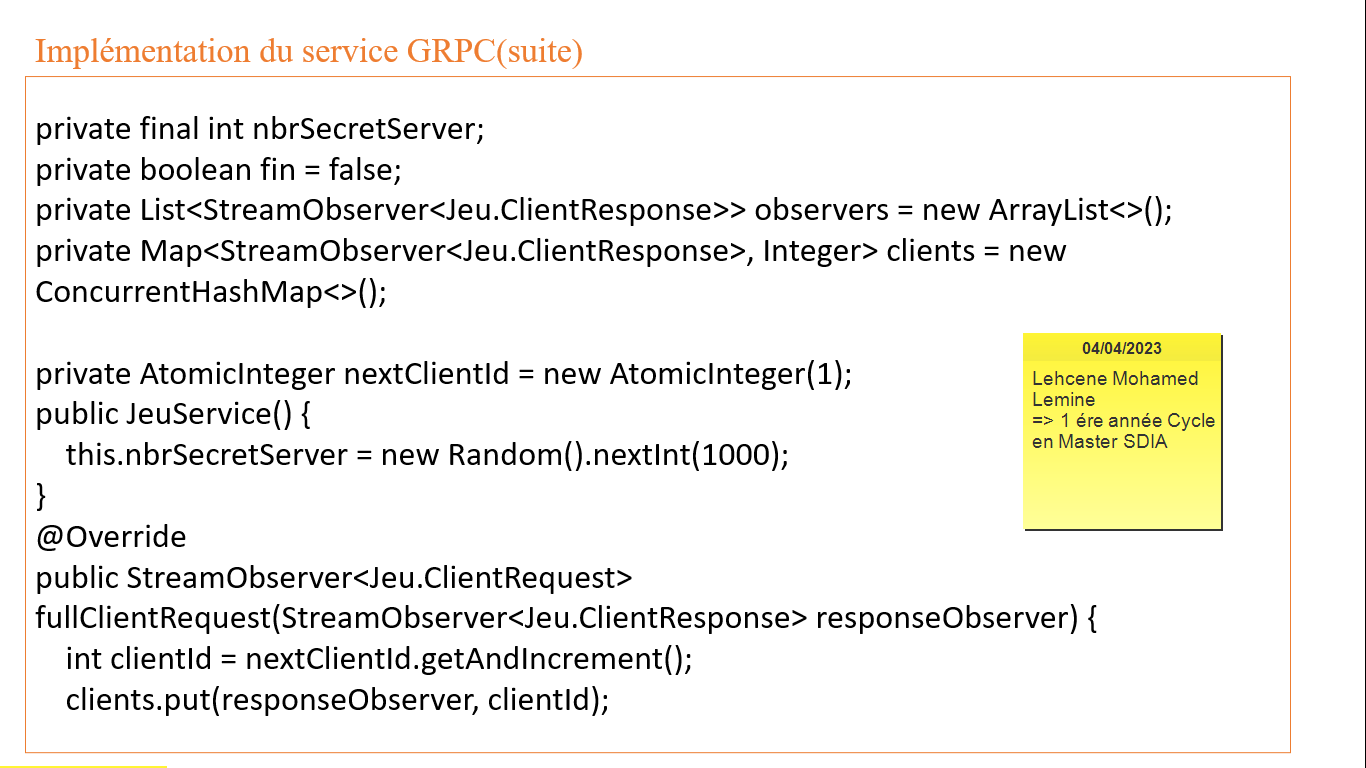 Implémentation du service GRPC(suite)
private final int nbrSecretServer;
private boolean fin = false;
private List<StreamObserver<Jeu.ClientResponse>> observers = new ArrayList<>();
private Map<StreamObserver<Jeu.ClientResponse>, Integer> clients = new
ConcurrentHashMap<>();
private AtomicInteger nextClientId = new AtomicInteger(1);
public JeuService() {
    this.nbrSecretServer = new Random().nextInt(1000);
}
@Override
public StreamObserver<Jeu.ClientRequest>
fullClientRequest(StreamObserver<Jeu.ClientResponse> responseObserver) {
    int clientId = nextClientId.getAndIncrement();
    clients.put(responseObserver, clientId);
04/04/2023
Lehcene Mohamed
Lemine
=> 1 ére année Cycle
en Master SDIA